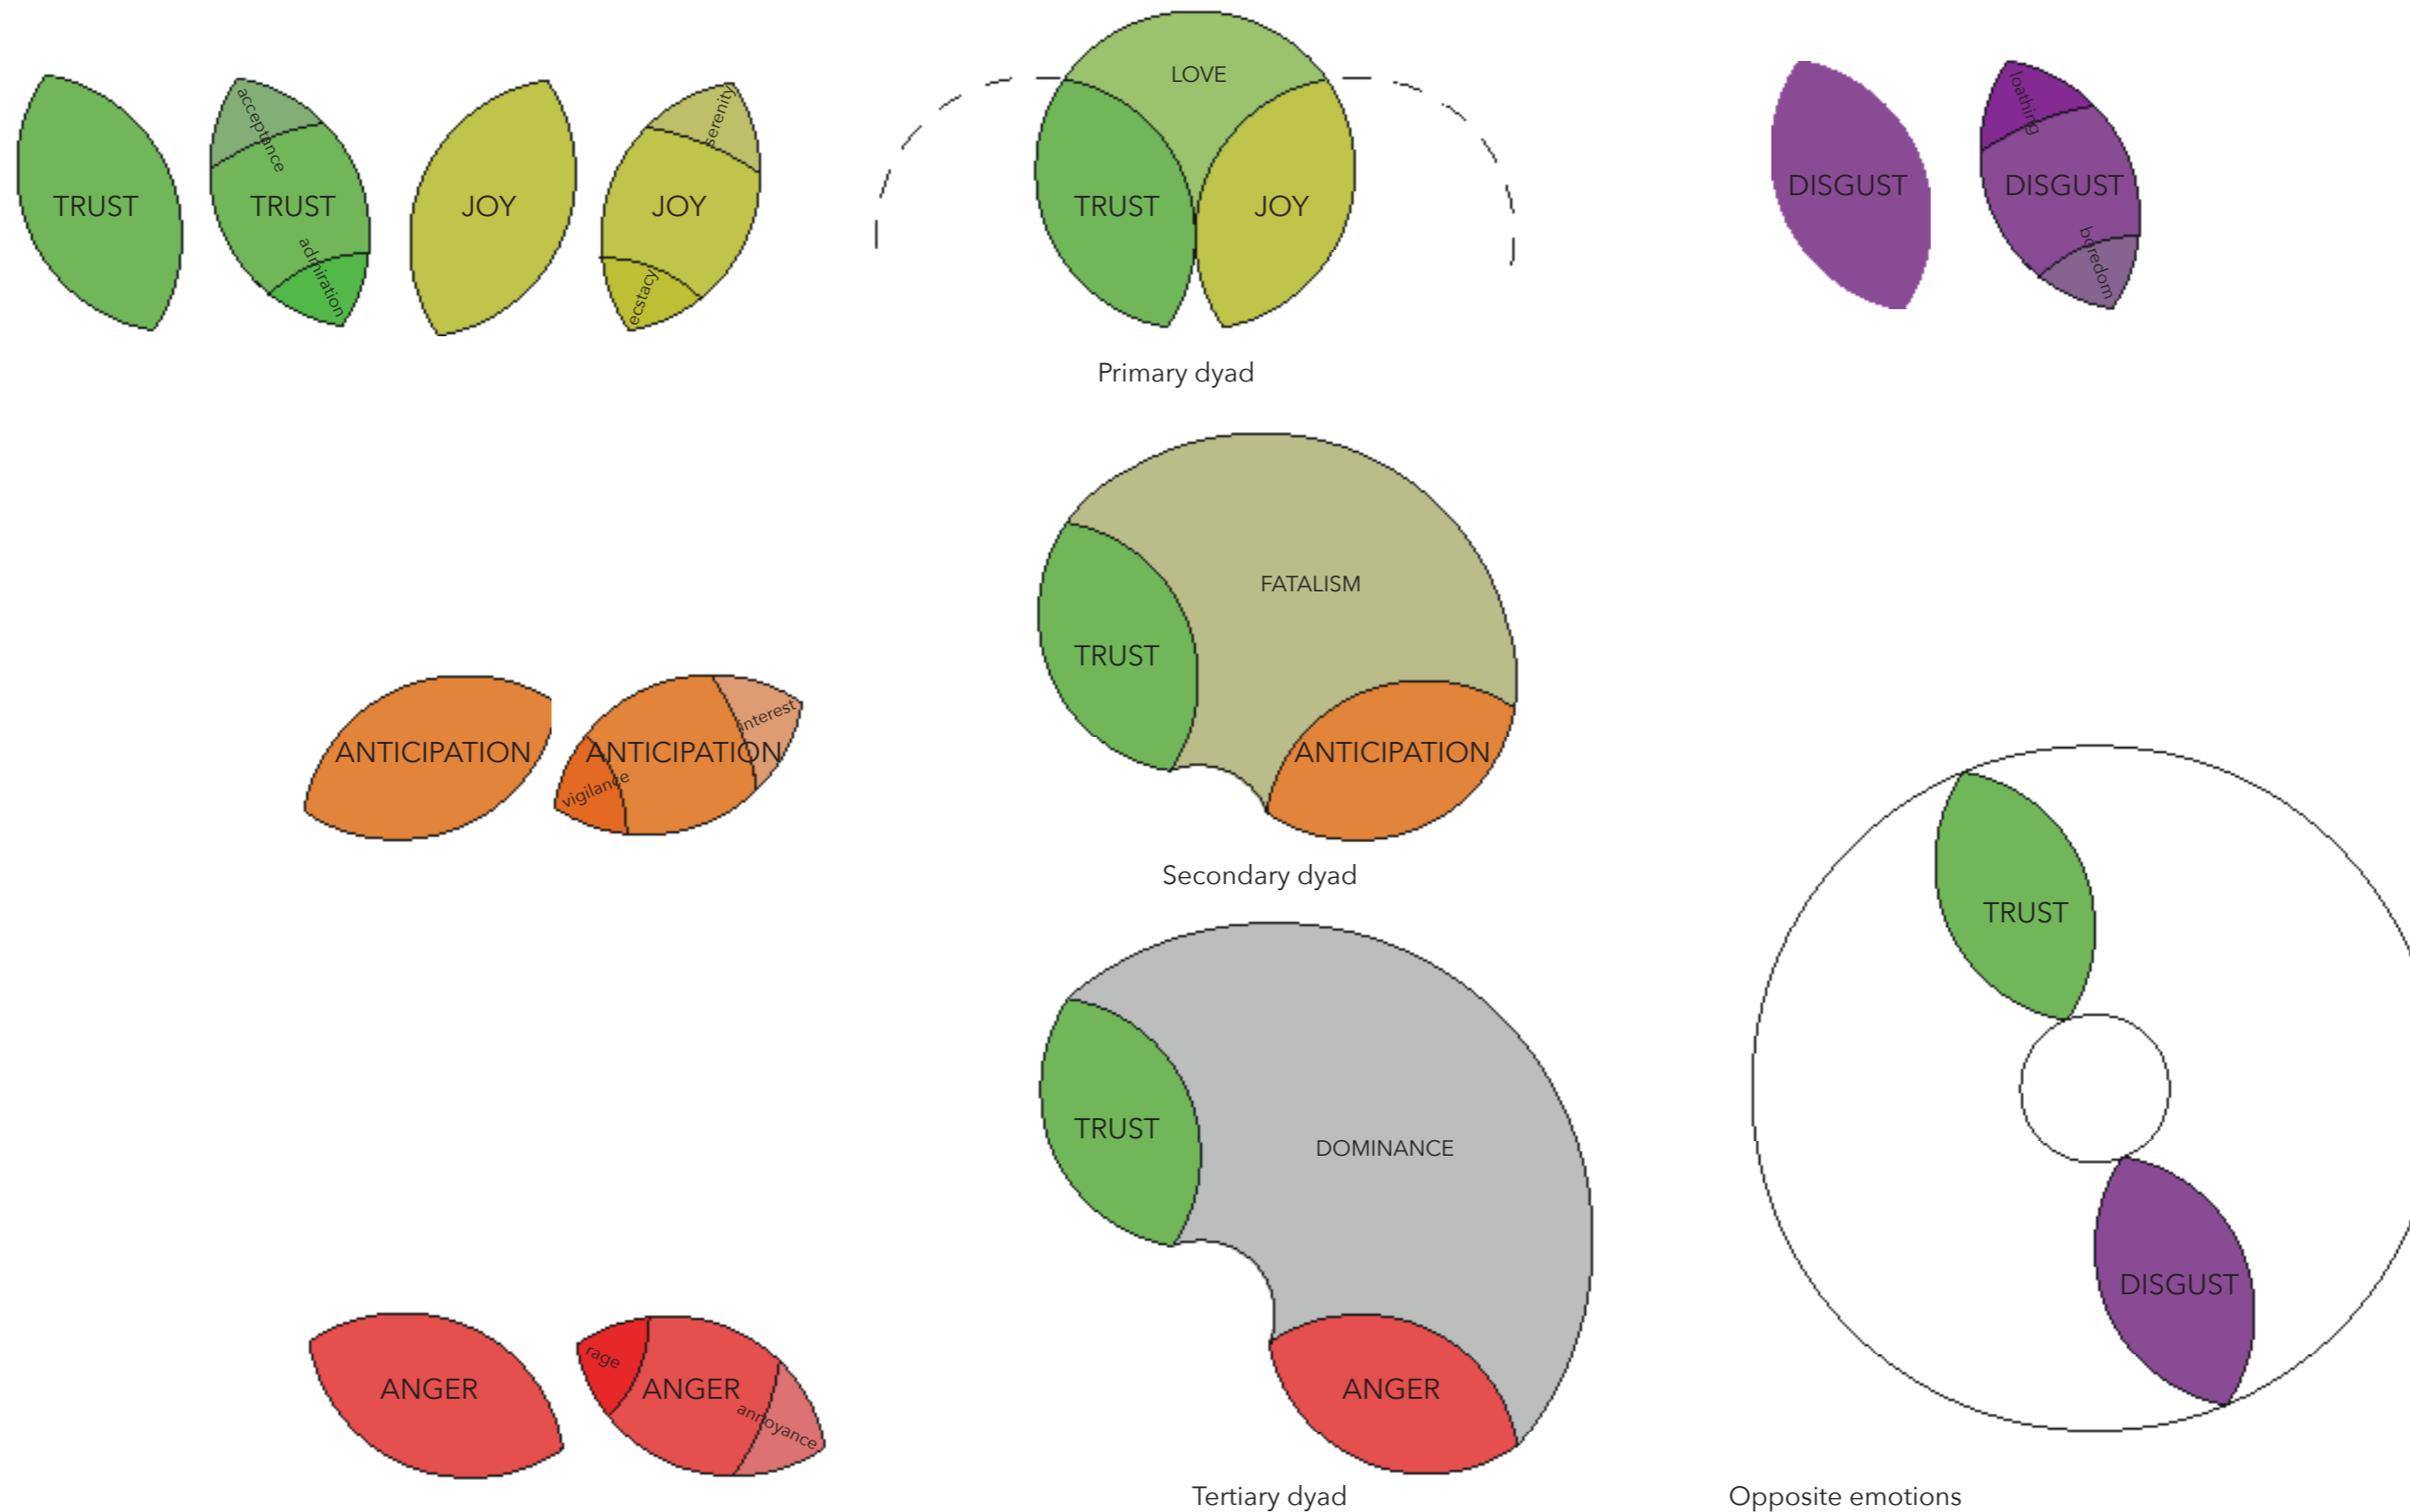 LOVE
acceptance
serenity
loathing
TRUST
TRUST
JOY
JOY
TRUST
JOY
DISGUST
DISGUST
admiration
ecstacy
boredom
Primary dyad
FATALISM
TRUST
interest
ANTICIPATION
ANTICIPATION
ANTICIPATION
vigilance
Secondary dyad
TRUST
TRUST
DOMINANCE
DISGUST
rage
ANGER
ANGER
ANGER
annoyance
Tertiary dyad
Opposite emotions